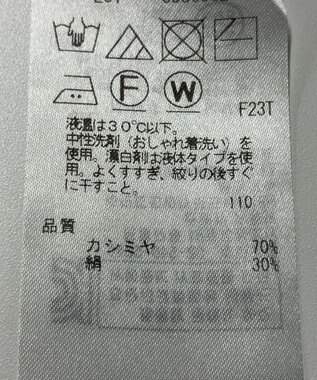 F
W
F23T
液温は30℃以下。
中性洗剤（おしゃれ着洗い）を
使用。漂白剤は液体タイプを使
用。よくすすぎ、絞りの後すぐ
に干すこと。
110
品質
カシミヤ 70%
絹 30%